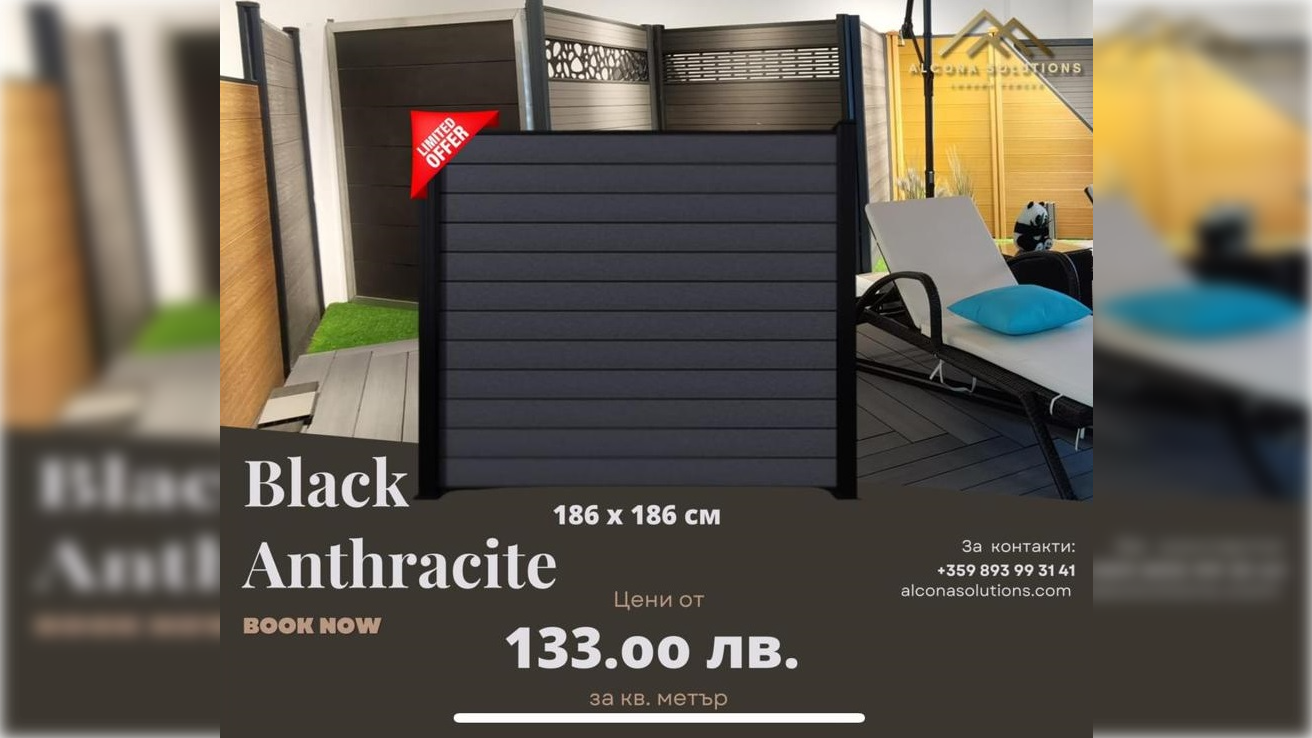 ALCONA SOLUTIONS
LIMITED
OFFER
Black
Anthracite
BOOK NOW
186 x 186 см
Цени от
133.00 лв.
за кв. метър
За контакти:
+359 893 99 31 41
alconasolutions.com